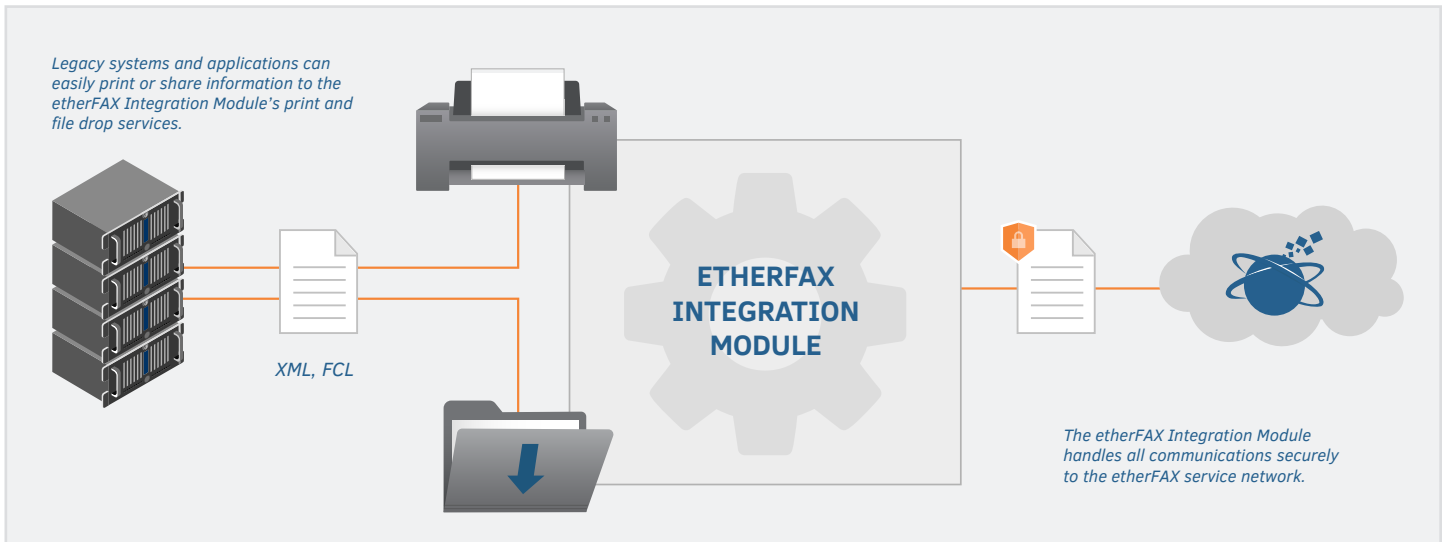 Legacy systems and applications can
easily print or share information to the
etherFAX Integration Module's print and
file drop services.
XML, FCL
ETHERFAX
INTEGRATION
MODULE
The etherFAX Integration Module
handles all communications securely
to the etherFAX service network.